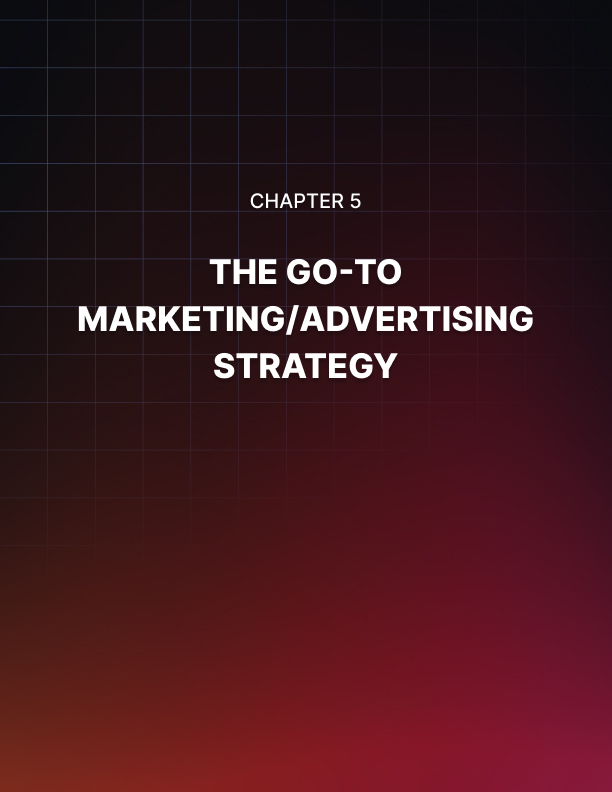 CHAPTER 5
THE GO-TO
MARKETING/ADVERTISING
STRATEGY